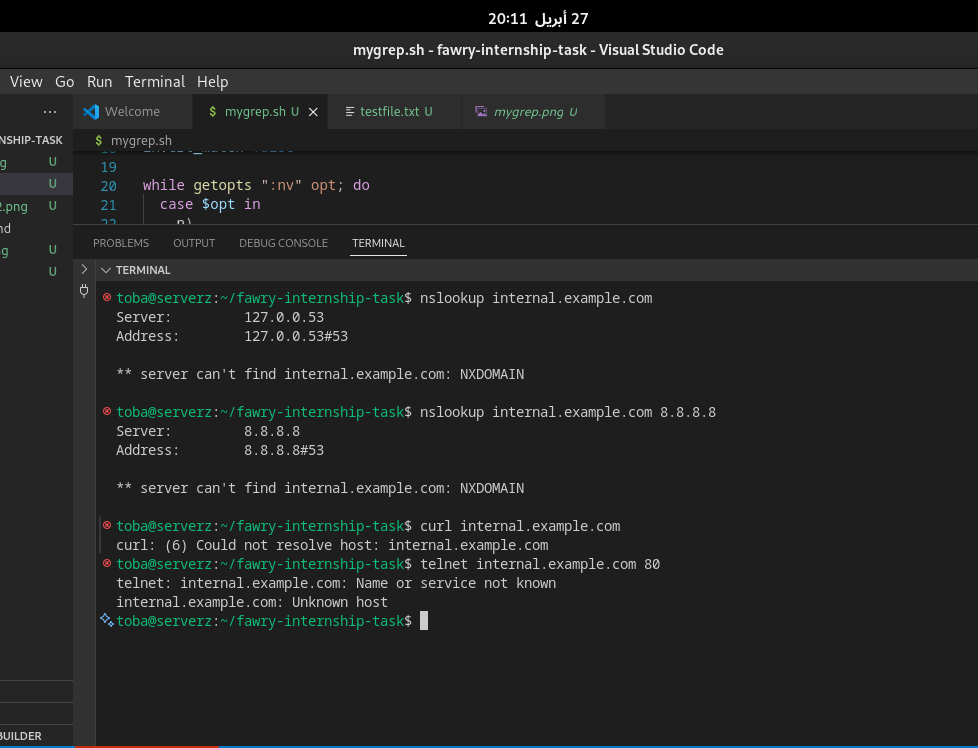 27 أبريل 20:11
mygrep.sh - fawry-internship-task - Visual Studio Code
View Go Run Terminal Help
Welcome
$ mygrep.sh U
testfile.txt U
mygrep.png U
NSHIP-TASK
$ mygrep.sh
g U
U
2.png U
nd
g U
U
19
20 while getopts ":nv" opt; do
21 case $opt in
22 n)
PROBLEMS OUTPUT DEBUG CONSOLE TERMINAL
TERMINAL
toba@serverz:~/fawry-internship-task$ nslookup internal.example.com
Server: 127.0.0.53
Address: 127.0.0.53#53
** server can't find internal.example.com: NXDOMAIN
toba@serverz:~/fawry-internship-task$ nslookup internal.example.com 8.8.8.8
Server: 8.8.8.8
Address: 8.8.8.8#53
** server can't find internal.example.com: NXDOMAIN
toba@serverz:~/fawry-internship-task$ curl internal.example.com
curl: (6) Could not resolve host: internal.example.com
toba@serverz:~/fawry-internship-task$ telnet internal.example.com 80
telnet: internal.example.com: Name or service not known
internal.example.com: Unknown host
toba@serverz:~/fawry-internship-task$
BUILDER